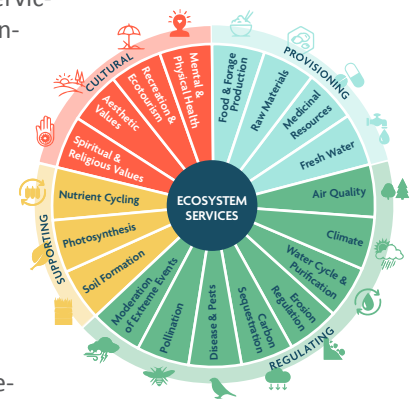 ervic-
n-
CULTURAL
PROVISIONING
REGULATING
SUPPORTING
ECOSYSTEM
SERVICES
Food & Forage
Production
Raw Materials
Medicinal
Resources
Fresh Water
Air Quality
Climate
Water Cycle &
Purification
Erosion
Regulation
Carbon
Sequestration
Disease & Pests
Pollination
Moderation
of Extreme Events
Soil Formation
Photosynthesis
Nutrient Cycling
Spiritual &
Religious Values
Aesthetic
Values
Recreation &
Ecotourism
Mental &
Physical Health
e-